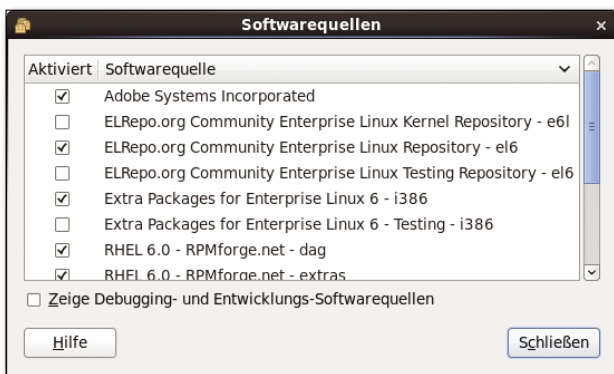 Softwarequellen
Aktiviert Softwarequelle
Adobe Systems Incorporated
ELRepo.org Community Enterprise Linux Kernel Repository - e6l
ELRepo.org Community Enterprise Linux Repository - el6
ELRepo.org Community Enterprise Linux Testing Repository - el6
Extra Packages for Enterprise Linux 6 - i386
Extra Packages for Enterprise Linux 6 - Testing - i386
RHEL 6.0 - RPMforge.net - dag
RHEL 6.0 - RPMforge.net - extras
Zeige Debugging- und Entwicklungs-Softwarequellen
Hilfe Schließen